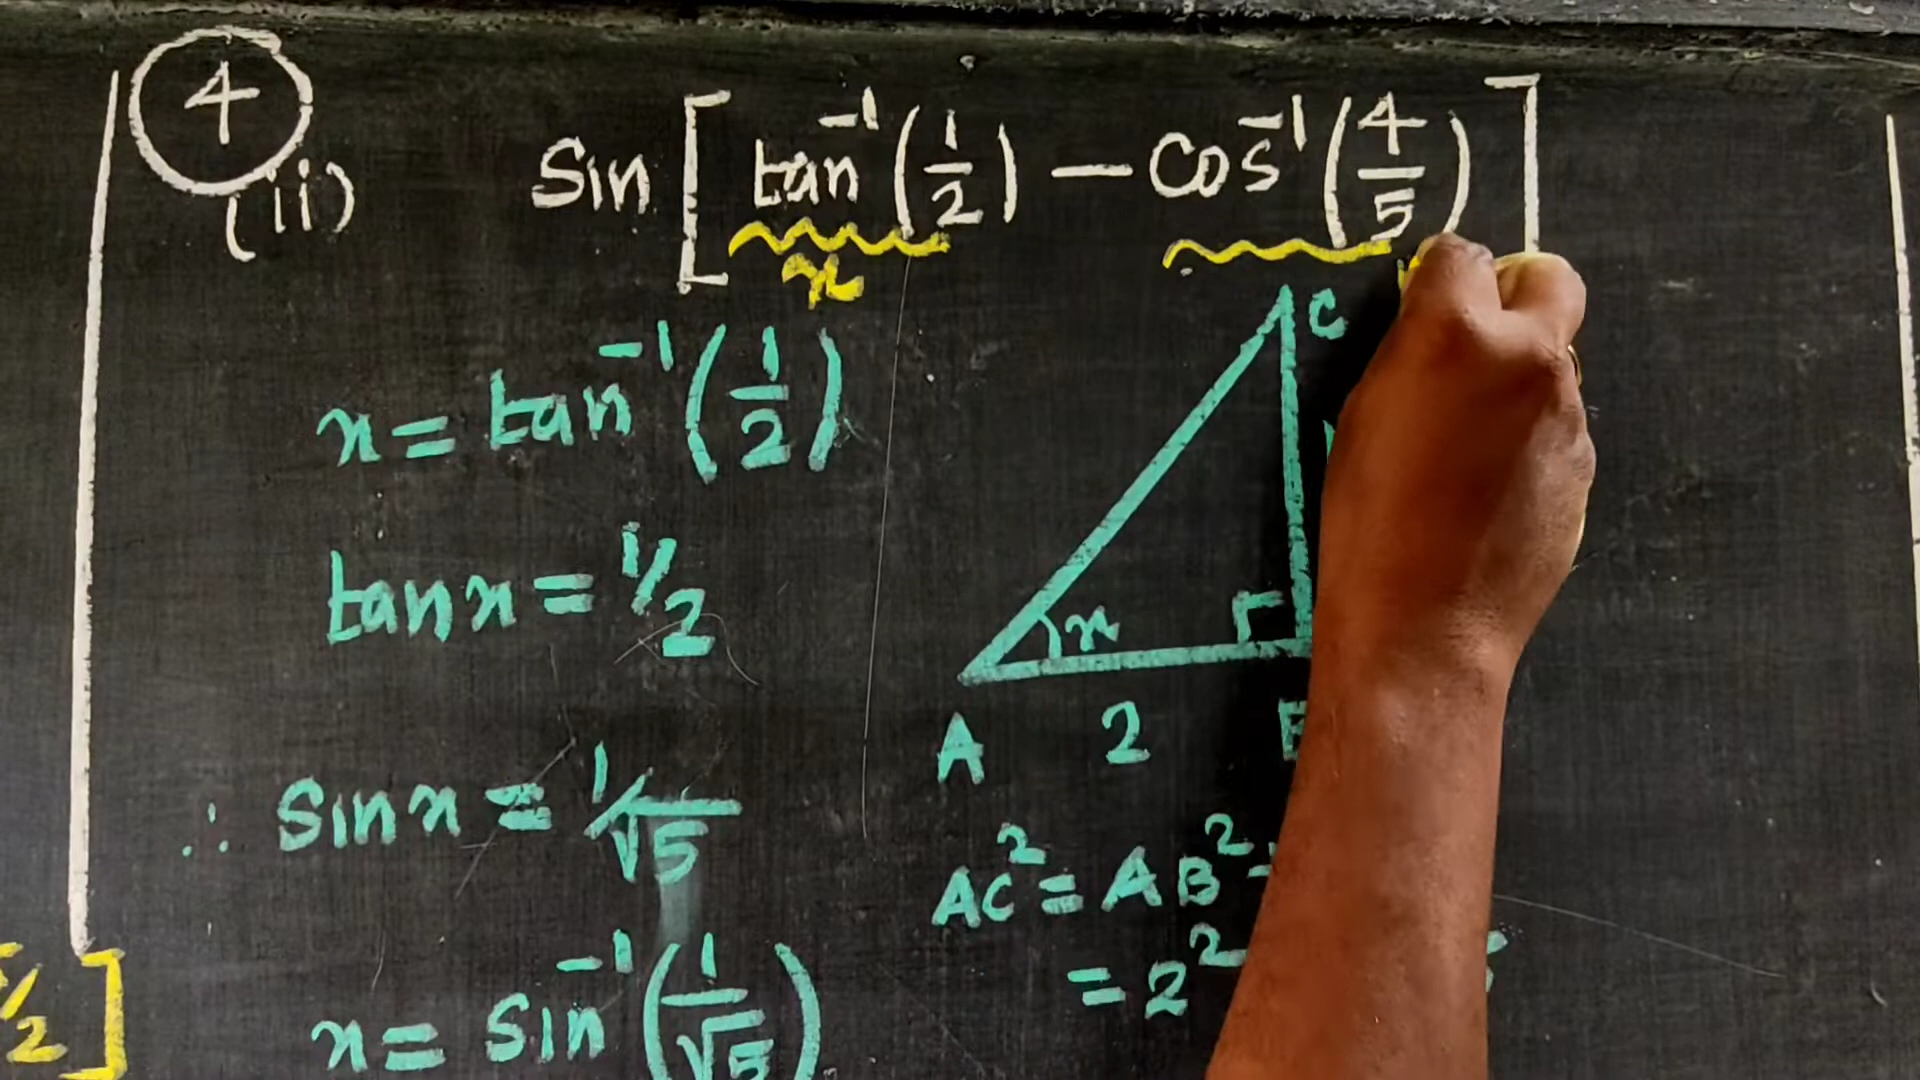 4
(ii) Sin [ tan⁻¹(1/2) − Cos⁻¹(4/5) ]
x
x = tan⁻¹(1/2)
tan x = 1/2
∴ Sin x = 1/√5
x = Sin⁻¹(1/√5)
C
x
A 2
AC² = AB²
= 2²
/2]